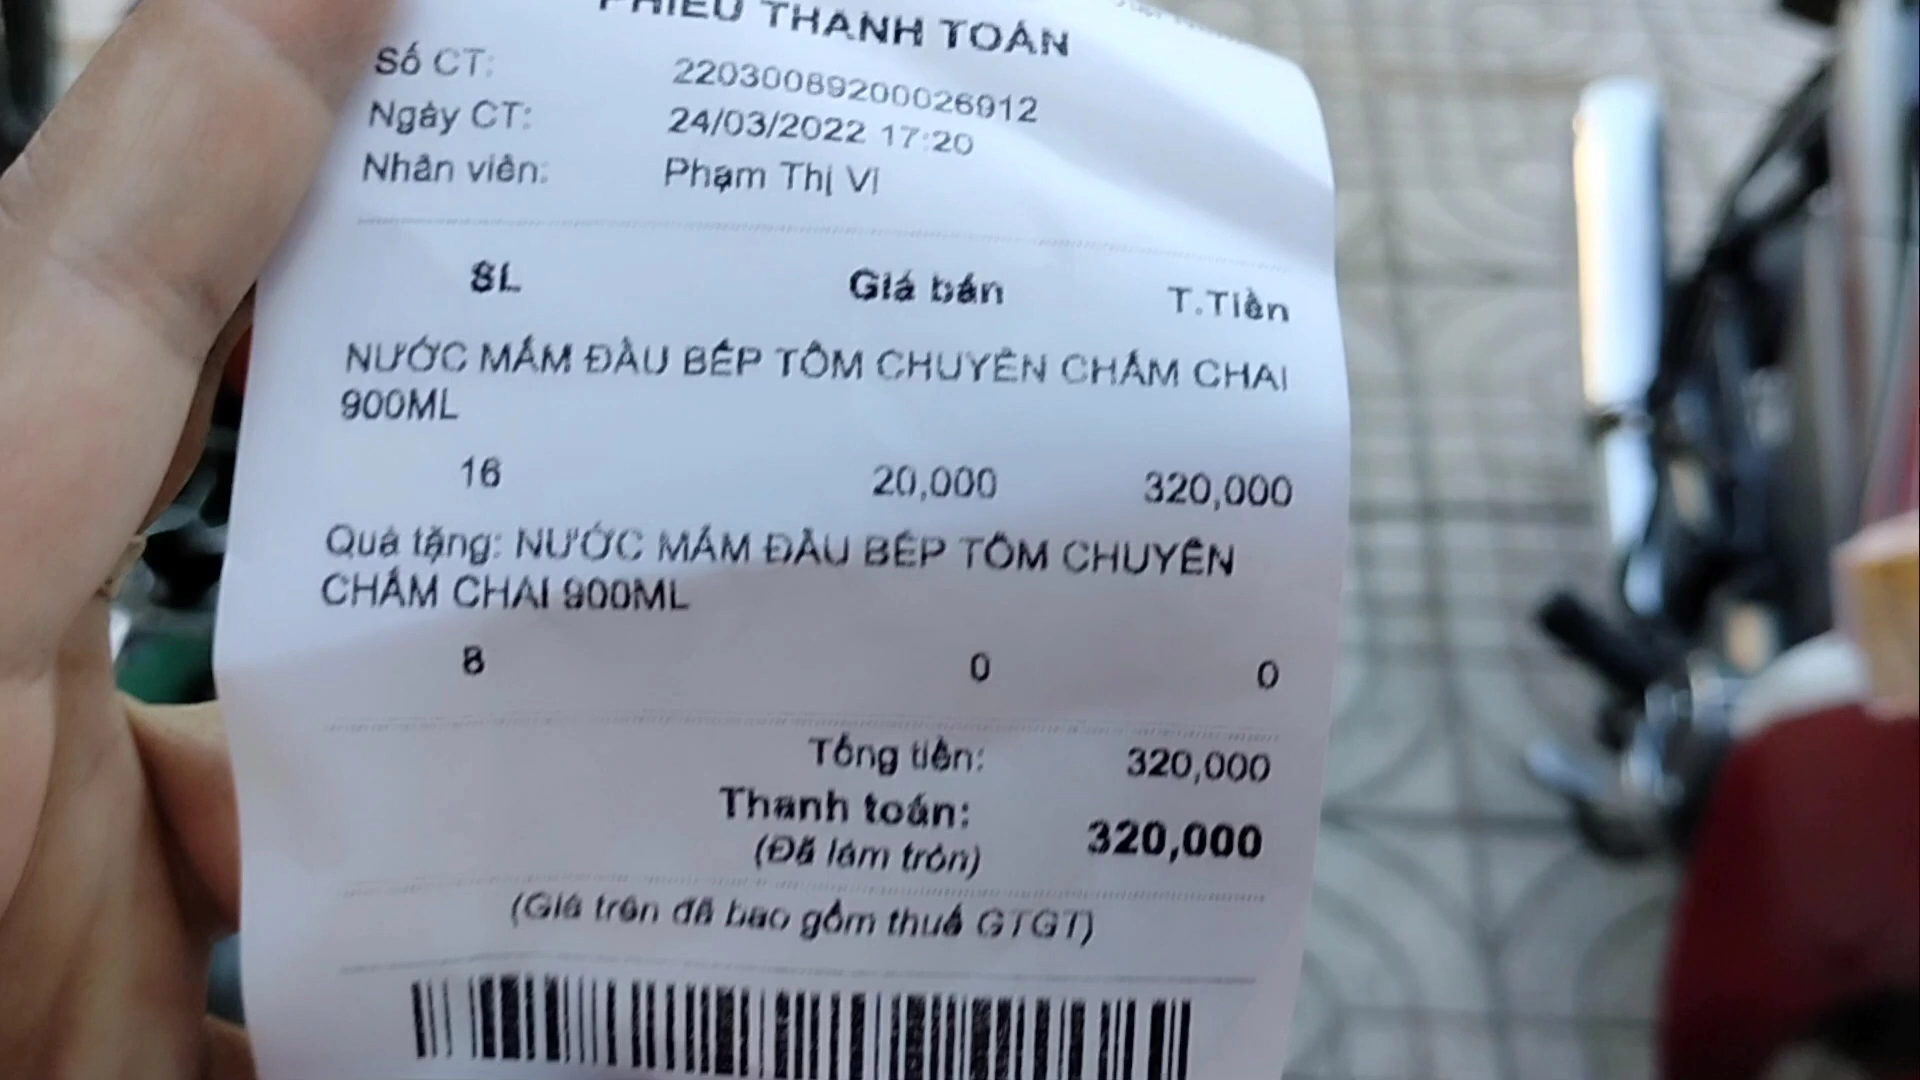 PHIẾU THANH TOÁN
Số CT: 22030089200026912
Ngày CT: 24/03/2022 17:20
Nhân viên: Phạm Thị Vi
SL Giá bán T.Tiền
NƯỚC MẮM ĐẦU BẾP TÔM CHUYÊN CHẤM CHAI
900ML
16 20,000 320,000
Quà tặng: NƯỚC MẮM ĐẦU BẾP TÔM CHUYÊN
CHẤM CHAI 900ML
8 0 0
Tổng tiền: 320,000
Thanh toán: 320,000
(Đã làm tròn)
(Giá trên đã bao gồm thuế GTGT)